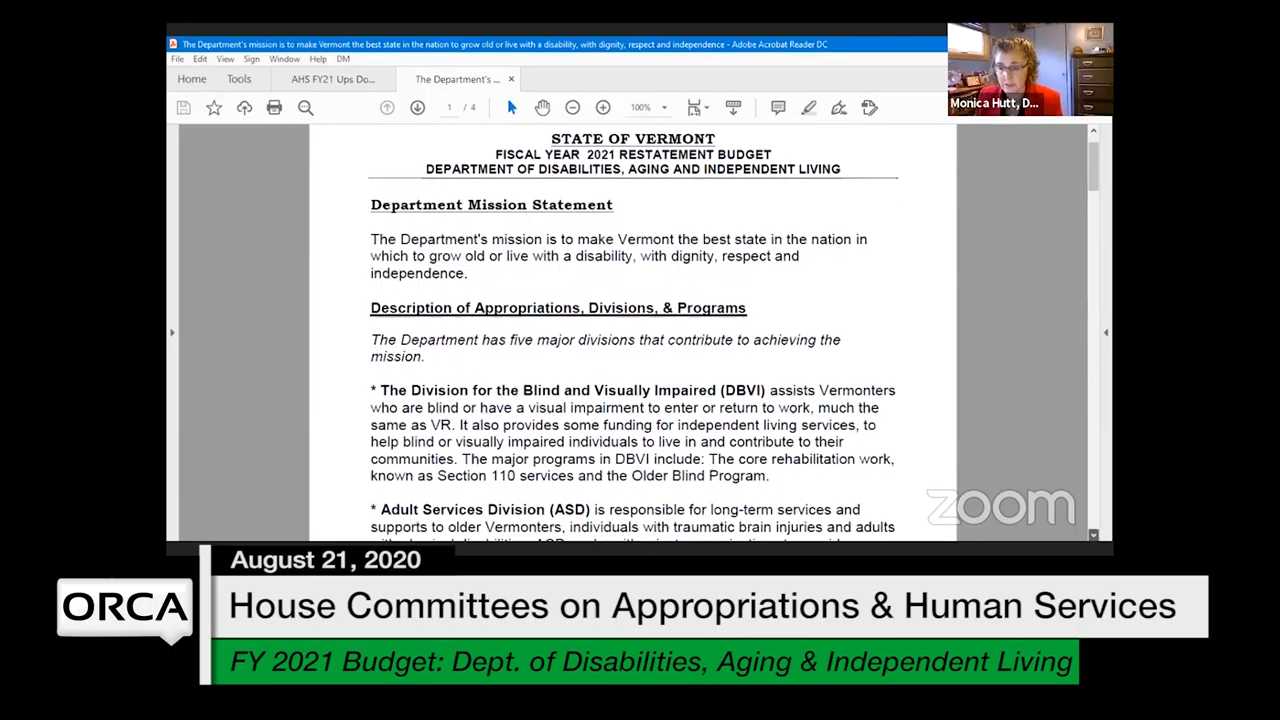 The Department's mission is to make Vermont the best state in the nation to grow old or live with a disability, with dignity, respect and independence - Adobe Acrobat Reader DC
File Edit View Sign Window Help DM
Home Tools AHS FY21 Ups Do... The Department's ... ×
1 / 4 100%
Monica Hutt, D...
STATE OF VERMONT
FISCAL YEAR 2021 RESTATEMENT BUDGET
DEPARTMENT OF DISABILITIES, AGING AND INDEPENDENT LIVING
Department Mission Statement
The Department's mission is to make Vermont the best state in the nation in
which to grow old or live with a disability, with dignity, respect and
independence.
Description of Appropriations, Divisions, & Programs
The Department has five major divisions that contribute to achieving the
mission.
* The Division for the Blind and Visually Impaired (DBVI) assists Vermonters
who are blind or have a visual impairment to enter or return to work, much the
same as VR. It also provides some funding for independent living services, to
help blind or visually impaired individuals to live in and contribute to their
communities. The major programs in DBVI include: The core rehabilitation work,
known as Section 110 services and the Older Blind Program.
* Adult Services Division (ASD) is responsible for long-term services and
supports to older Vermonters, individuals with traumatic brain injuries and adults
zoom
August 21, 2020
ORCA
House Committees on Appropriations & Human Services
FY 2021 Budget: Dept. of Disabilities, Aging & Independent Living